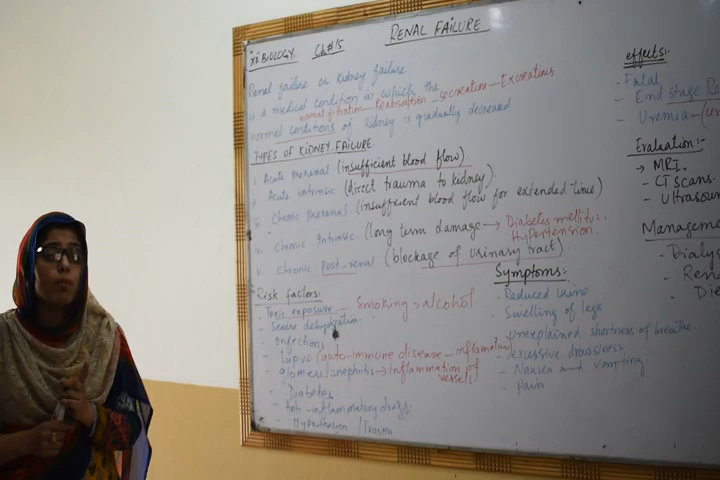 XII BIOLOGY Ch#15 RENAL FAILURE
Renal failure or Kidney failure
is a medical condition in which the
normal filtration - Reabsorption - secreation - Excreations
normal conditions of kidney is gradually decreased
TYPES OF KIDNEY FAILURE
Acute prerenal (insufficient blood flow)
Acute intrinsic (direct trauma to kidney)
Chronic prerenal (insufficient blood flow for extended-time)
Chronic Intrinsic (long term damage → Diabetes mellitus,
Hypertension.
Chronic Post-renal (blockage of urinary tract)
Risk factors:
- Toxic exposure - Smoking > alcohol
- Severe dehydration
- Infections
- Lupus (auto-immune disease - inflammation
- glomerulonephritis → Inflammation of
vessels
- Diabetes
- Anti-inflammatory drugs
- Hypertension / Trauma
Symptoms:-
- Reduced urine
- Swelling of legs
- unexplained shortness of breathe
- excessive drowsiness
- Nausea and vomiting
- Pain
effects:-
- Fatal
- End stage
- Uremia -
Evaluation:-
→ MRI
- CT scans
- Ultrasoun
Managemen
- Dialys
- Ren
- Die